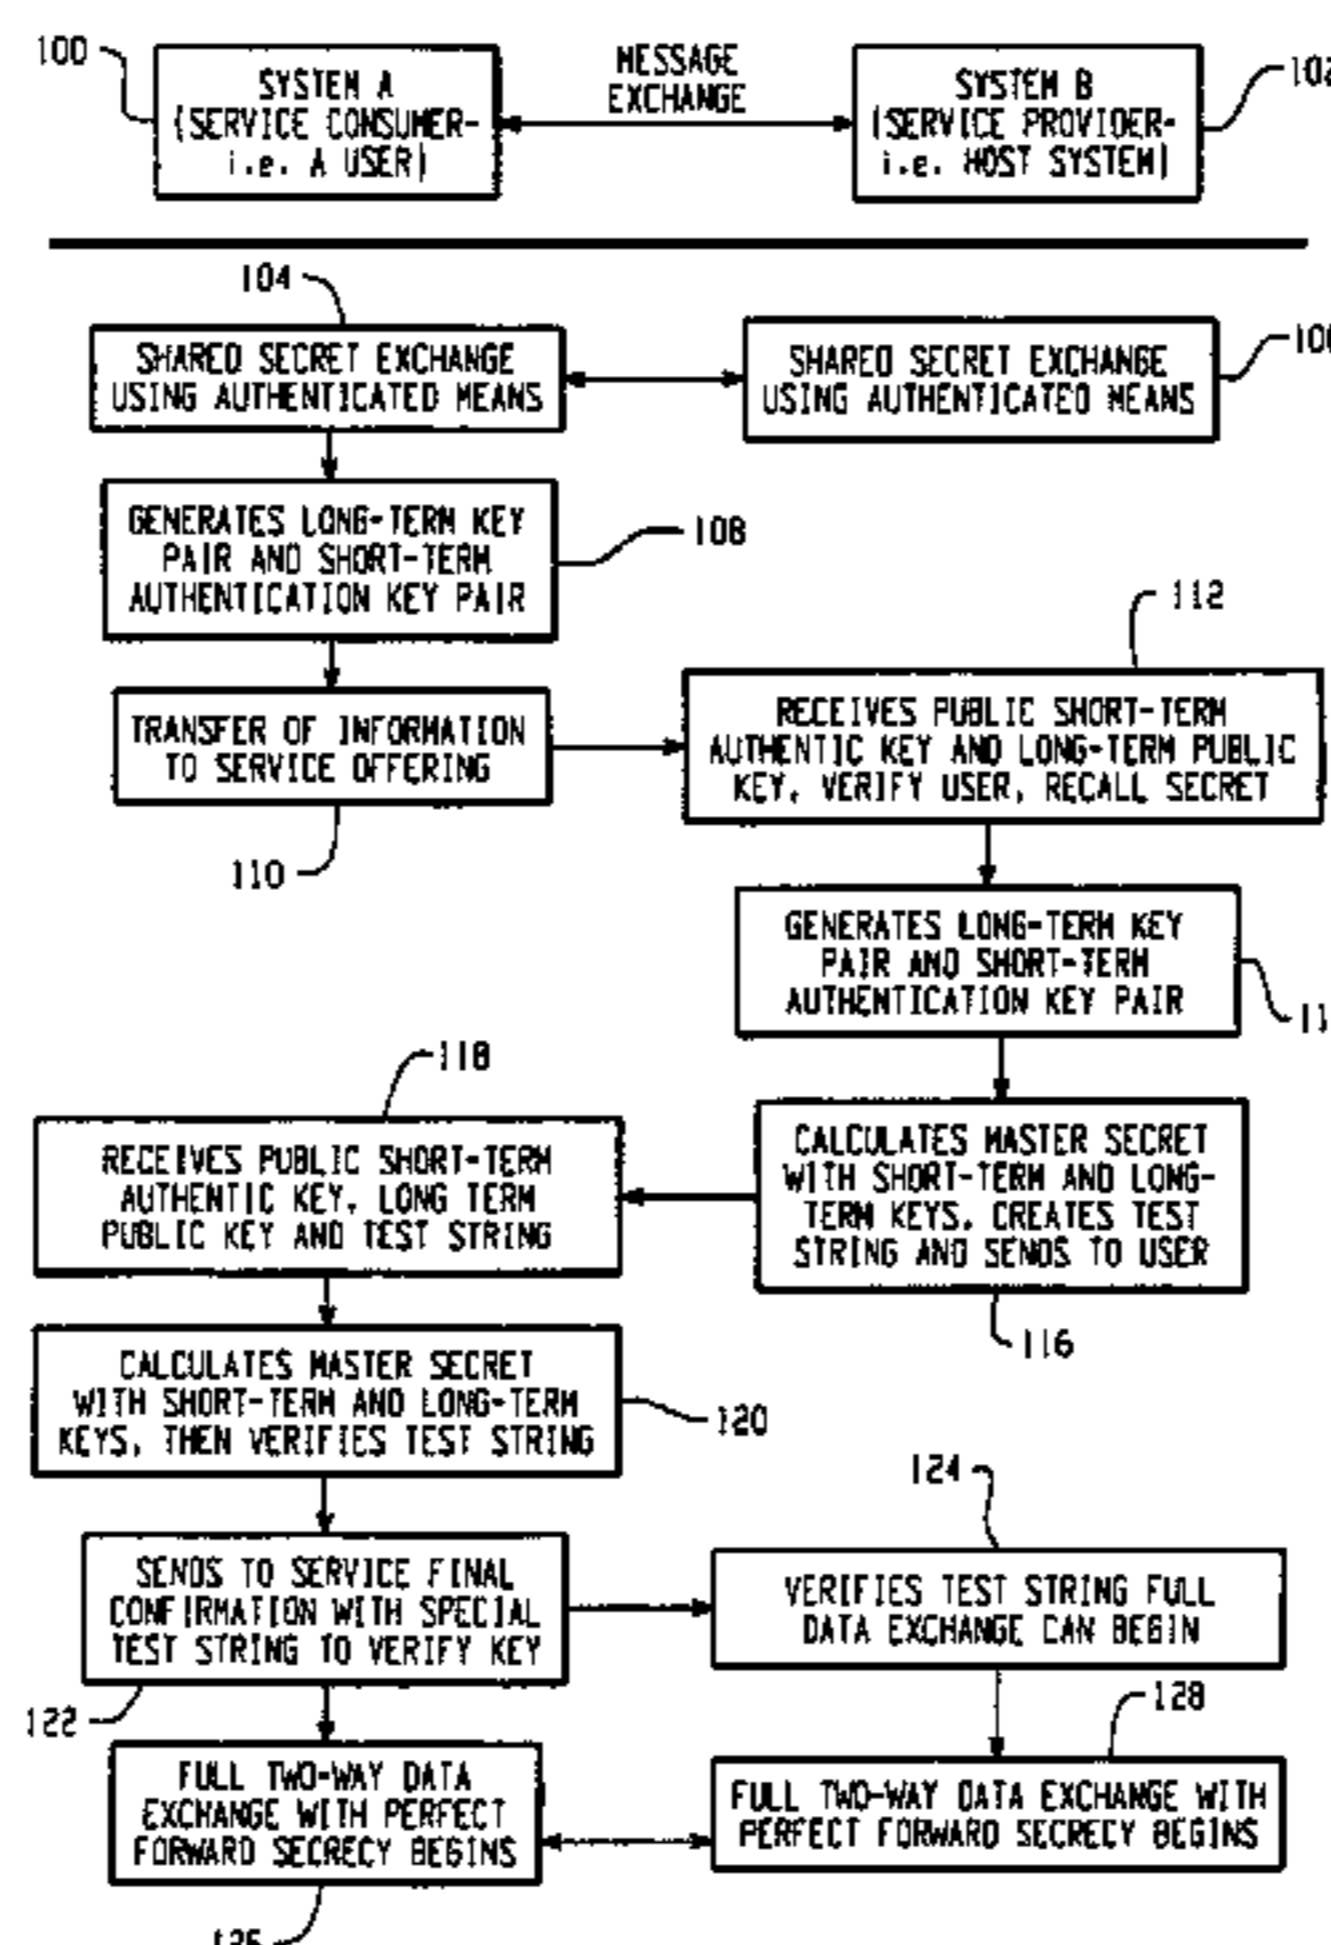 100
SYSTEM A
(SERVICE CONSUMER-
i.e. A USER)
MESSAGE
EXCHANGE
SYSTEM B
(SERVICE PROVIDER-
i.e. HOST SYSTEM)
104
SHARED SECRET EXCHANGE
USING AUTHENTICATED MEANS
SHARED SECRET EXCHANGE
USING AUTHENTICATED MEANS
GENERATES LONG-TERM KEY
PAIR AND SHORT-TERM
AUTHENTICATION KEY PAIR
108
112
TRANSFER OF INFORMATION
TO SERVICE OFFERING
110
RECEIVES PUBLIC SHORT-TERM
AUTHENTIC KEY AND LONG-TERM PUBLIC
KEY, VERIFY USER, RECALL SECRET
GENERATES LONG-TERM KEY
PAIR AND SHORT-TERM
AUTHENTICATION KEY PAIR
118
RECEIVES PUBLIC SHORT-TERM
AUTHENTIC KEY, LONG TERM
PUBLIC KEY AND TEST STRING
CALCULATES MASTER SECRET
WITH SHORT-TERM AND LONG-
TERM KEYS, CREATES TEST
STRING AND SENDS TO USER
116
CALCULATES MASTER SECRET
WITH SHORT-TERM AND LONG-TERM
KEYS, THEN VERIFIES TEST STRING
120
124
SENDS TO SERVICE FINAL
CONFIRMATION WITH SPECIAL
TEST STRING TO VERIFY KEY
122
VERIFIES TEST STRING FULL
DATA EXCHANGE CAN BEGIN
128
FULL TWO-WAY DATA
EXCHANGE WITH PERFECT
FORWARD SECRECY BEGINS
FULL TWO-WAY DATA EXCHANGE WITH
PERFECT FORWARD SECRECY BEGINS